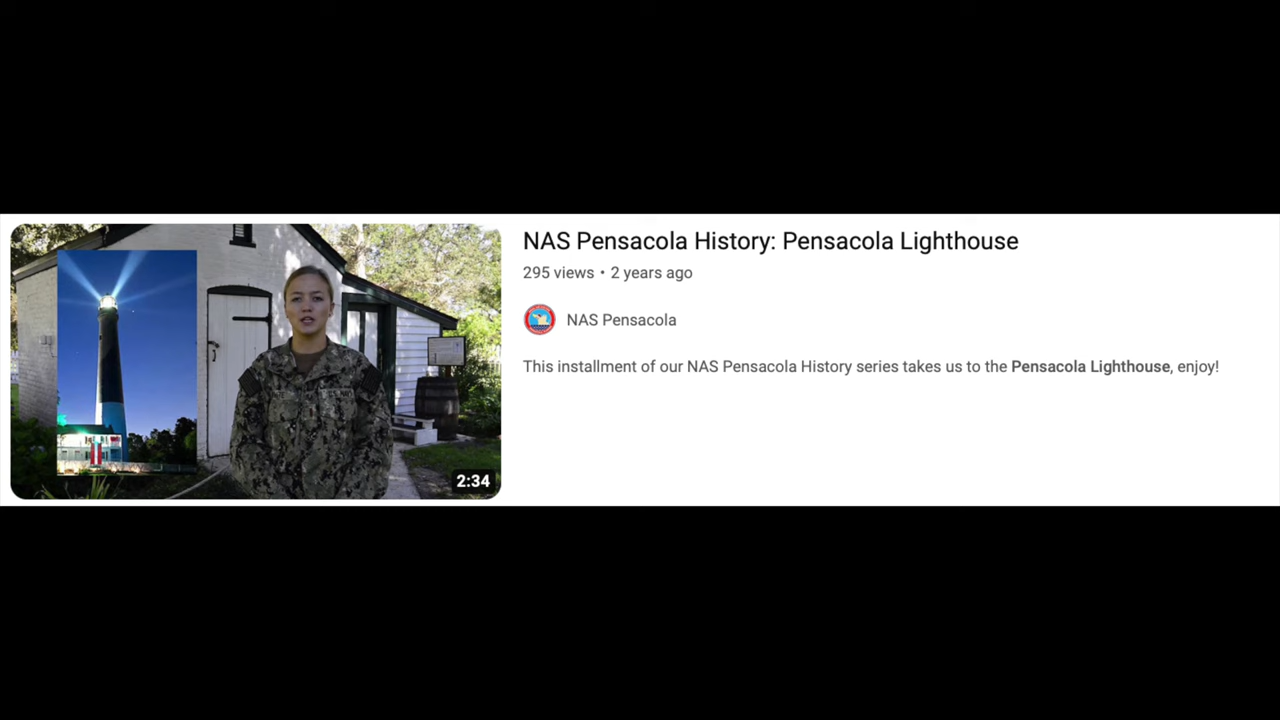 NAS Pensacola History: Pensacola Lighthouse
295 views • 2 years ago
NAS Pensacola
This installment of our NAS Pensacola History series takes us to the Pensacola Lighthouse, enjoy!
2:34